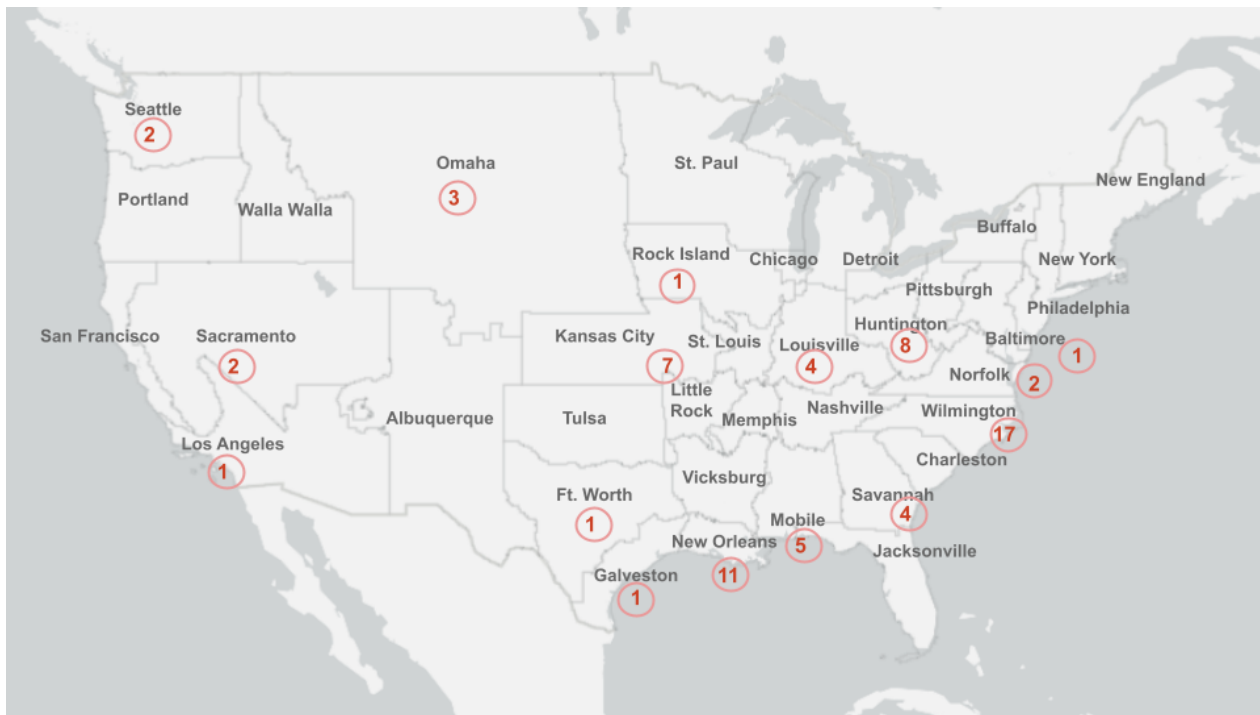 Seattle
2
Omaha
3
St. Paul
New England
Portland
Walla Walla
Buffalo
Rock Island
1
Chicago
Detroit
New York
Pittsburgh
Philadelphia
San Francisco
Sacramento
2
Kansas City
7
St. Louis
Louisville
4
Huntington
8
Baltimore
1
Norfolk
2
Albuquerque
Tulsa
Little
Rock
Memphis
Nashville
Wilmington
17
Los Angeles
1
Charleston
Vicksburg
Ft. Worth
1
Savannah
4
Mobile
5
New Orleans
11
Jacksonville
Galveston
1